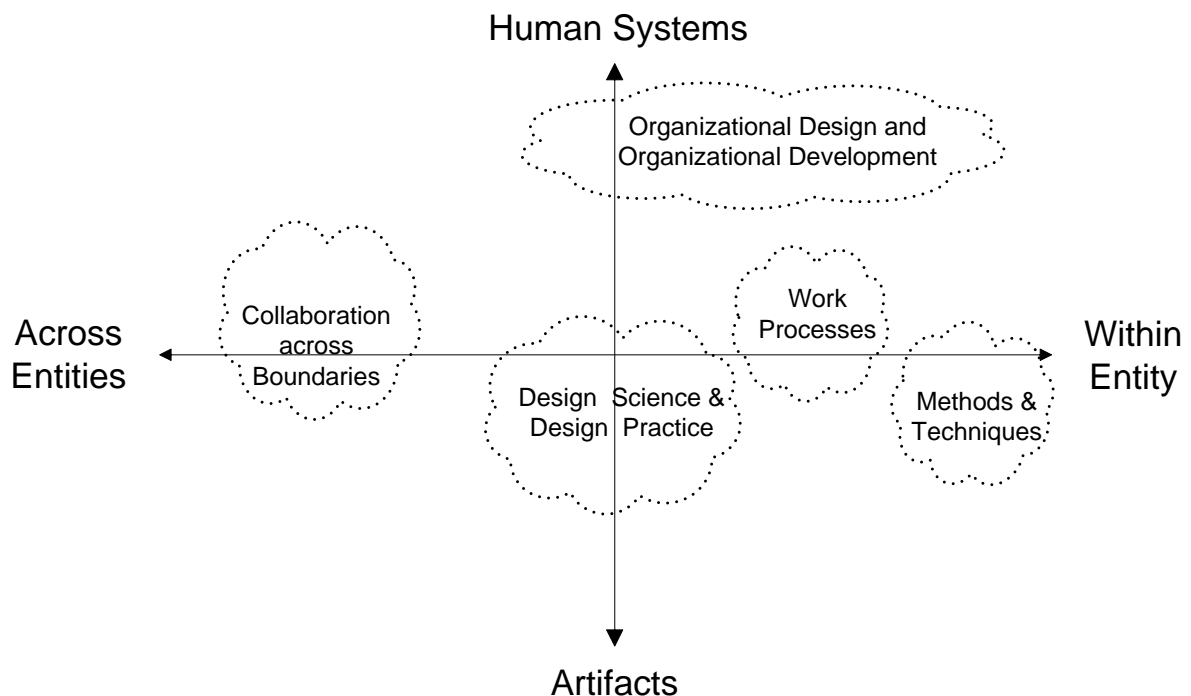 Human Systems
Organizational Design and
Organizational Development
Collaboration
across
Boundaries
Work
Processes
Across
Entities
Within
Entity
Design Science &
Design Practice
Methods &
Techniques
Artifacts